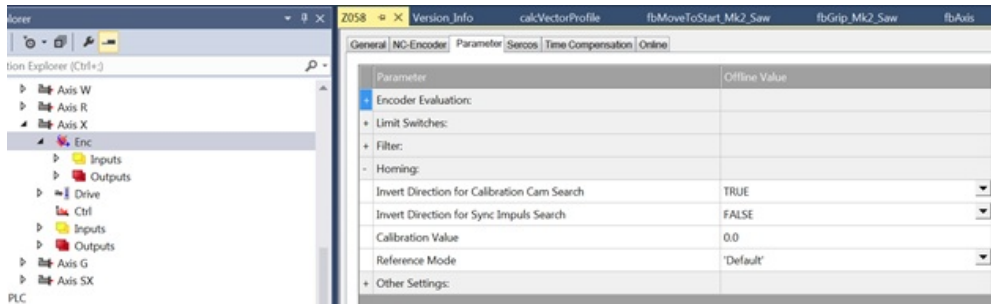 lorer
Z058 Version_Info calcVectorProfile fbMoveToStart_Mk2_Saw fbGrip_Mk2_Saw fbAxis
General NC-Encoder Parameter Sercos Time Compensation Online
tion Explorer (Ctrl+;)
Parameter Offline Value
Axis W
Axis R
Axis X
Enc
Inputs
Outputs
Drive
Ctrl
Inputs
Outputs
Axis G
Axis SX
PLC
+ Encoder Evaluation:
+ Limit Switches:
+ Filter:
- Homing:
Invert Direction for Calibration Cam Search TRUE
Invert Direction for Sync Impuls Search FALSE
Calibration Value 0.0
Reference Mode 'Default'
+ Other Settings: